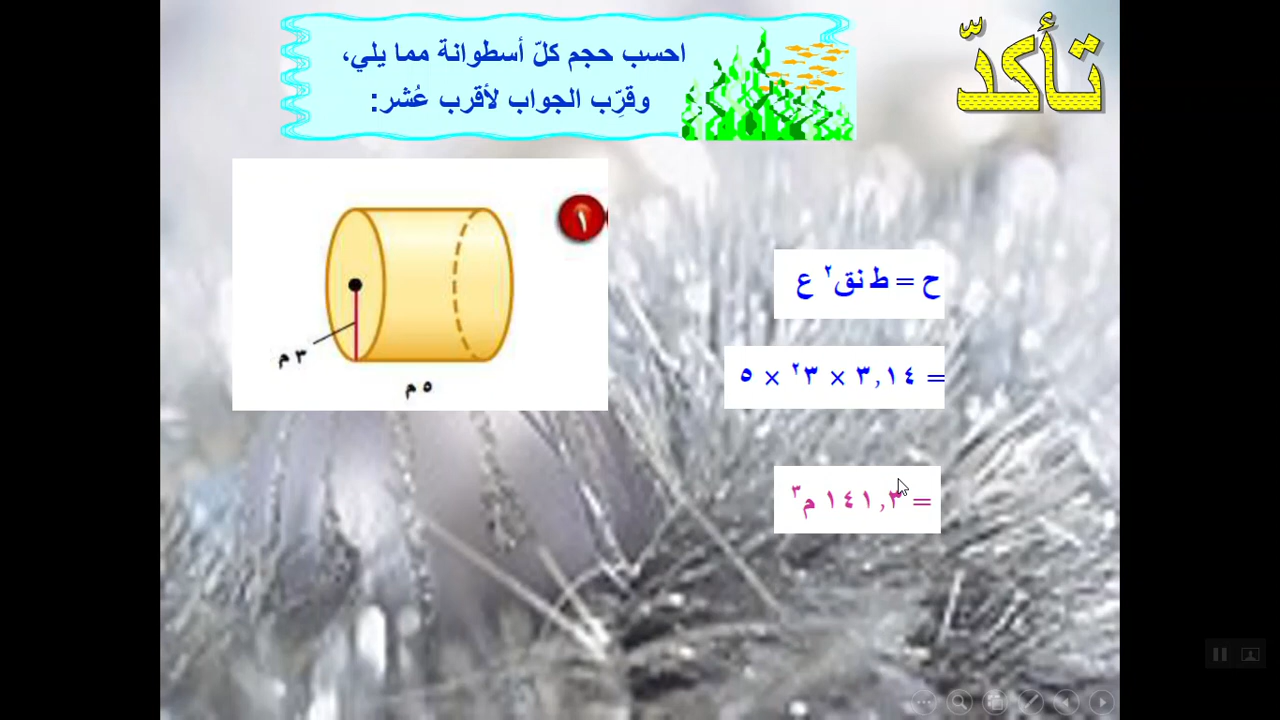 تأكدّ
احسب حجم كلّ أسطوانة مما يلي،
وقرِّب الجواب لأقرب عُشر:
١
٣ م
٥ م
ح = ط نق٢ ع
= ٣,١٤ × ٣٢ × ٥
= ١٤١,٣ م٣